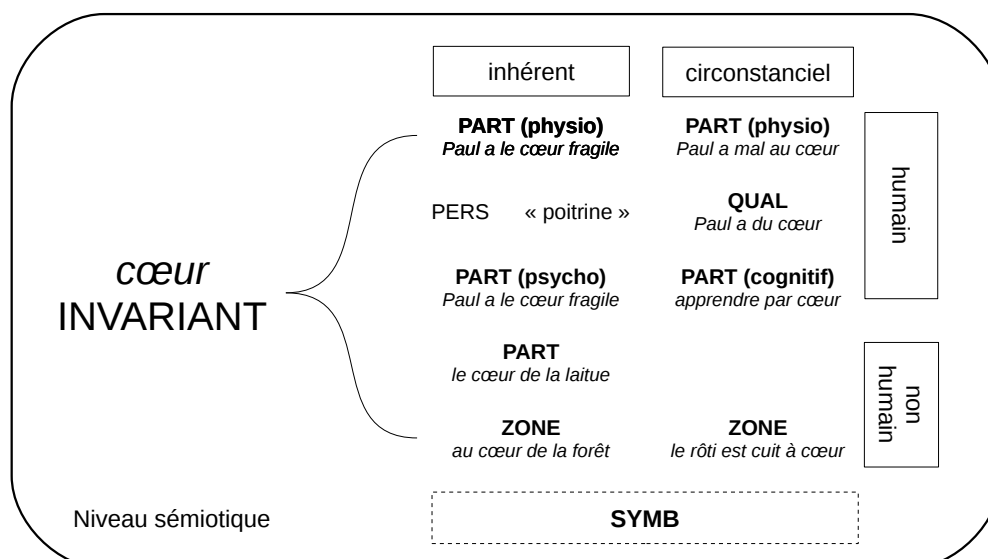 inhérent
circonstanciel
PART (physio)
Paul a le cœur fragile
PART (physio)
Paul a mal au cœur
humain
PERS « poitrine »
QUAL
Paul a du cœur
cœur
INVARIANT
PART (psycho)
Paul a le cœur fragile
PART (cognitif)
apprendre par cœur
PART
le cœur de la laitue
non
humain
ZONE
au cœur de la forêt
ZONE
le rôti est cuit à cœur
Niveau sémiotique
SYMB